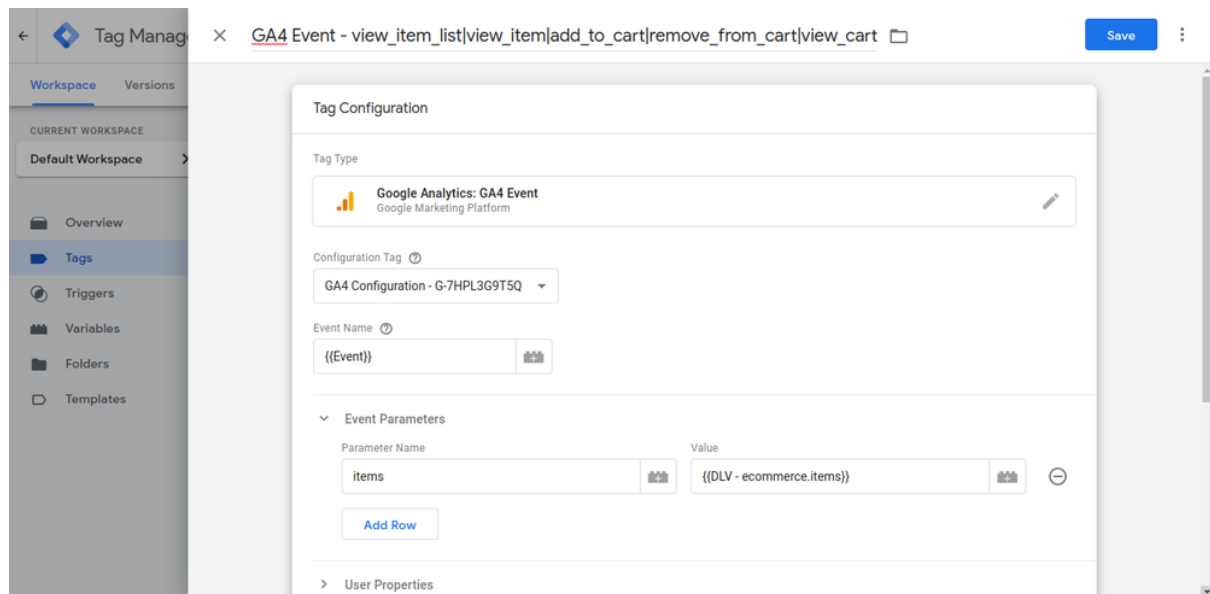 Tag Manag
GA4 Event - view_item_list|view_item|add_to_cart|remove_from_cart|view_cart
Save
Workspace Versions
CURRENT WORKSPACE
Default Workspace
Overview
Tags
Triggers
Variables
Folders
Templates
Tag Configuration
Tag Type
Google Analytics: GA4 Event
Google Marketing Platform
Configuration Tag
GA4 Configuration - G-7HPL3G9T5Q
Event Name
{{Event}}
Event Parameters
Parameter Name Value
items {{DLV - ecommerce.items}}
Add Row
User Properties